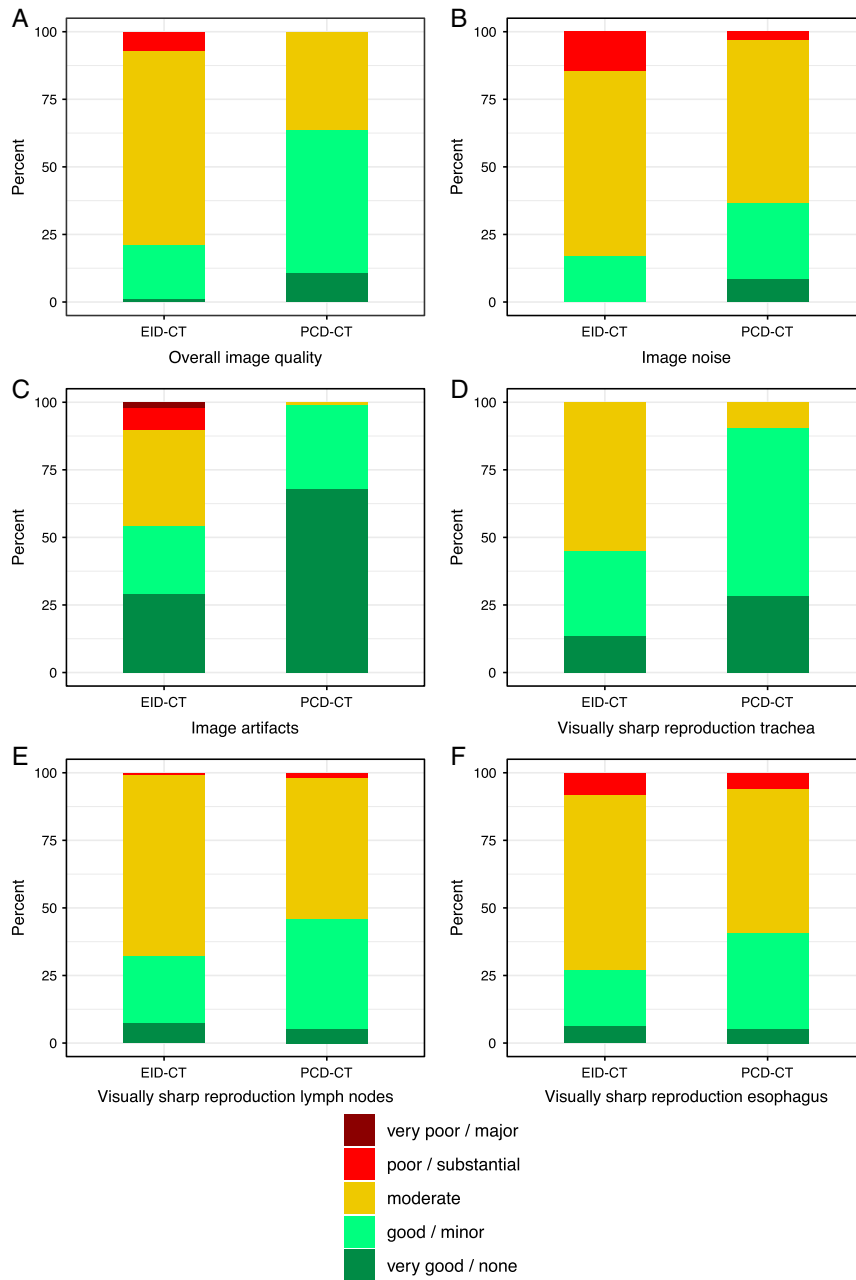 A
B
100
75
50
25
0
Percent
EID-CT
PCD-CT
Overall image quality
100
75
50
25
0
Percent
EID-CT
PCD-CT
Image noise
C
D
100
75
50
25
0
Percent
EID-CT
PCD-CT
Image artifacts
100
75
50
25
0
Percent
EID-CT
PCD-CT
Visually sharp reproduction trachea
E
F
100
75
50
25
0
Percent
EID-CT
PCD-CT
Visually sharp reproduction lymph nodes
100
75
50
25
0
Percent
EID-CT
PCD-CT
Visually sharp reproduction esophagus
very poor / major
poor / substantial
moderate
good / minor
very good / none